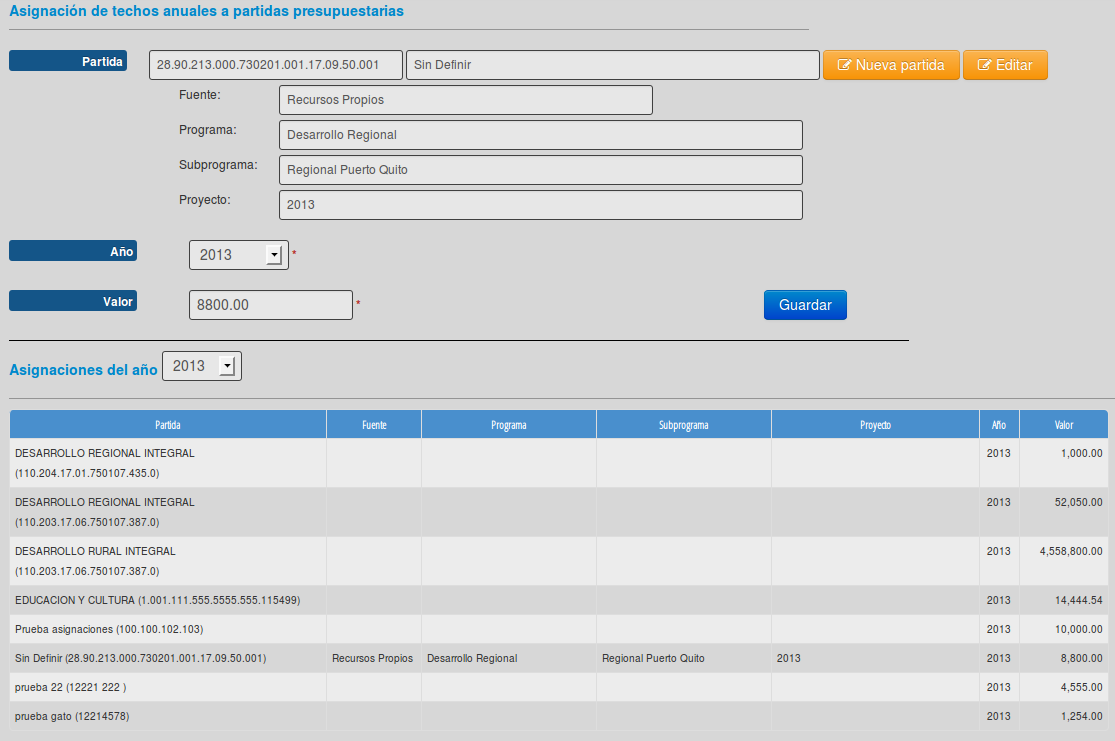 Asignación de techos anuales a partidas presupuestarias
Partida 28.90.213.000.730201.001.17.09.50.001 Sin Definir Nueva partida Editar
Fuente: Recursos Propios
Programa: Desarrollo Regional
Subprograma: Regional Puerto Quito
Proyecto: 2013
Año 2013 *
Valor 8800.00 * Guardar
Asignaciones del año 2013
Partida Fuente Programa Subprograma Proyecto Año Valor
DESARROLLO REGIONAL INTEGRAL 2013 1,000.00
(110.204.17.01.750107.435.0)
DESARROLLO REGIONAL INTEGRAL 2013 52,050.00
(110.203.17.06.750107.387.0)
DESARROLLO RURAL INTEGRAL 2013 4,558,800.00
(110.203.17.06.750107.387.0)
EDUCACION Y CULTURA (1.001.111.555.5555.555.115499) 2013 14,444.54
Prueba asignaciones (100.100.102.103) 2013 10,000.00
Sin Definir (28.90.213.000.730201.001.17.09.50.001) Recursos Propios Desarrollo Regional Regional Puerto Quito 2013 2013 8,800.00
prueba 22 (12221 222 ) 2013 4,555.00
prueba gato (12214578) 2013 1,254.00